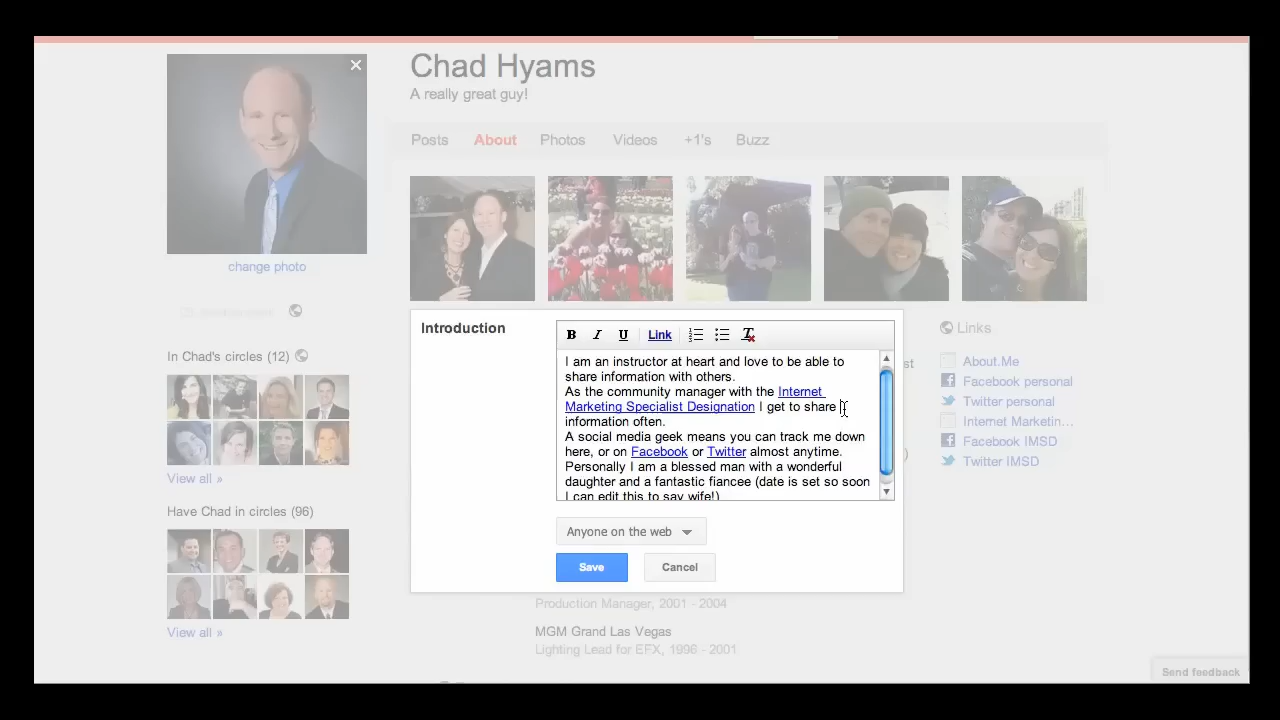 Chad Hyams
A really great guy!
Posts About Photos Videos +1's Buzz
change photo
In Chad's circles (12)
View all »
Have Chad in circles (96)
View all »
Introduction
B I U Link
I am an instructor at heart and love to be able to
share information with others.
As the community manager with the Internet
Marketing Specialist Designation I get to share
information often.
A social media geek means you can track me down
here, or on Facebook or Twitter almost anytime.
Personally I am a blessed man with a wonderful
daughter and a fantastic fiancee (date is set so soon
I can edit this to say wife!)
Anyone on the web
Save Cancel
Production Manager, 2001 - 2004
MGM Grand Las Vegas
Lighting Lead for EFX, 1996 - 2001
Links
About.Me
Facebook personal
Twitter personal
Internet Marketin...
Facebook IMSD
Twitter IMSD
Send feedback